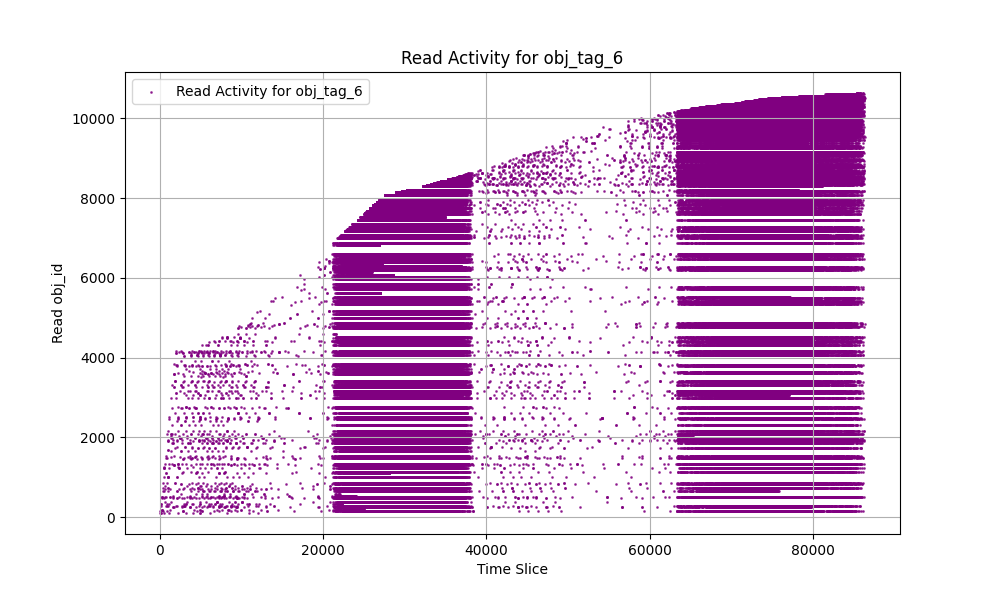 Read Activity for obj_tag_6
Read Activity for obj_tag_6
10000
8000
6000
4000
2000
0
Read obj_id
0 20000 40000 60000 80000
Time Slice